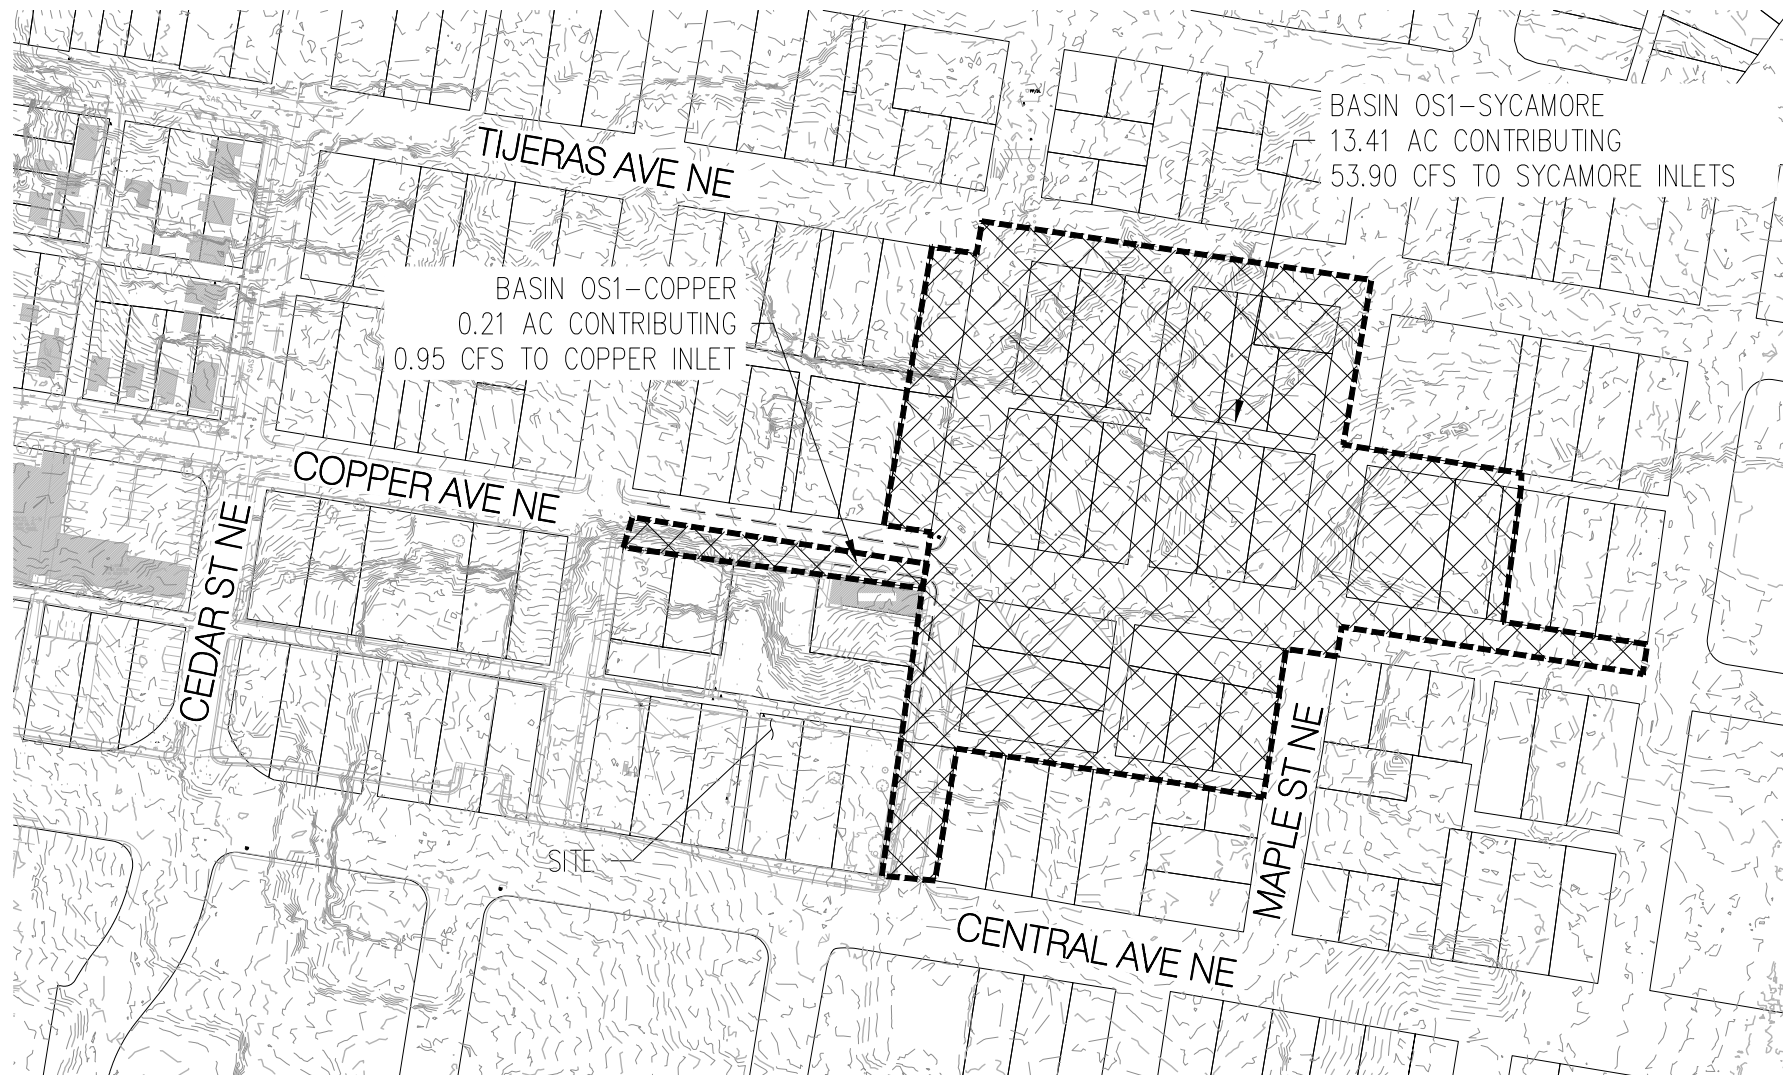 TIJERAS AVE NE
BASIN OS1-SYCAMORE
13.41 AC CONTRIBUTING
53.90 CFS TO SYCAMORE INLETS
BASIN OS1-COPPER
0.21 AC CONTRIBUTING
0.95 CFS TO COPPER INLET
COPPER AVE NE
CEDAR ST NE
MAPLE ST NE
SITE
CENTRAL AVE NE